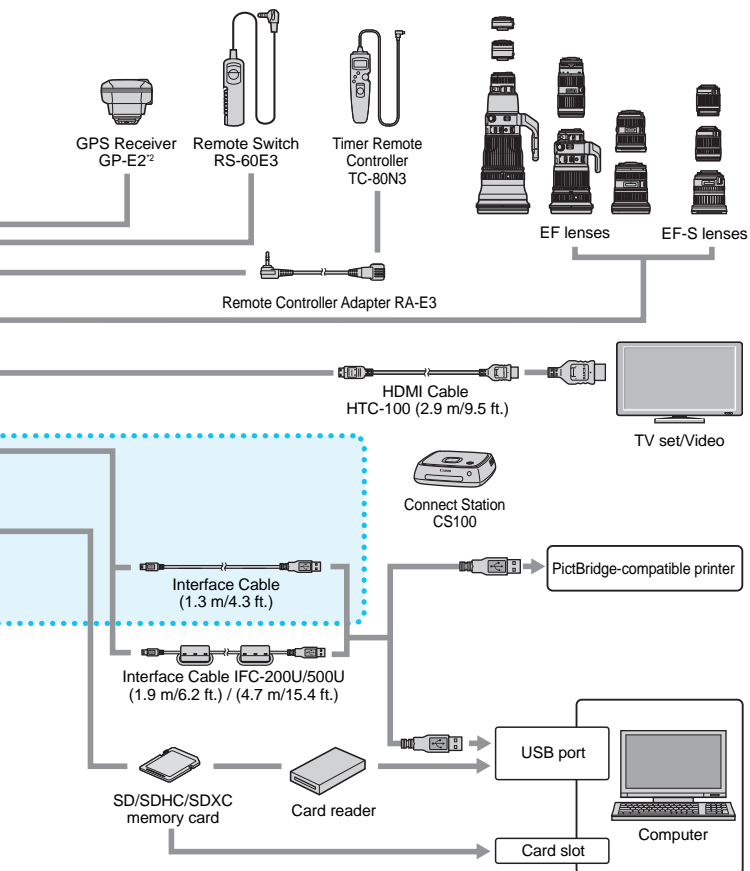 GPS Receiver
GP-E2*2
Remote Switch
RS-60E3
Timer Remote
Controller
TC-80N3
EF lenses
EF-S lenses
Remote Controller Adapter RA-E3
HDMI Cable
HTC-100 (2.9 m/9.5 ft.)
TV set/Video
Canon
Connect Station
CS100
Interface Cable
(1.3 m/4.3 ft.)
PictBridge-compatible printer
Interface Cable IFC-200U/500U
(1.9 m/6.2 ft.) / (4.7 m/15.4 ft.)
USB port
SD/SDHC/SDXC
memory card
Card reader
Computer
Card slot